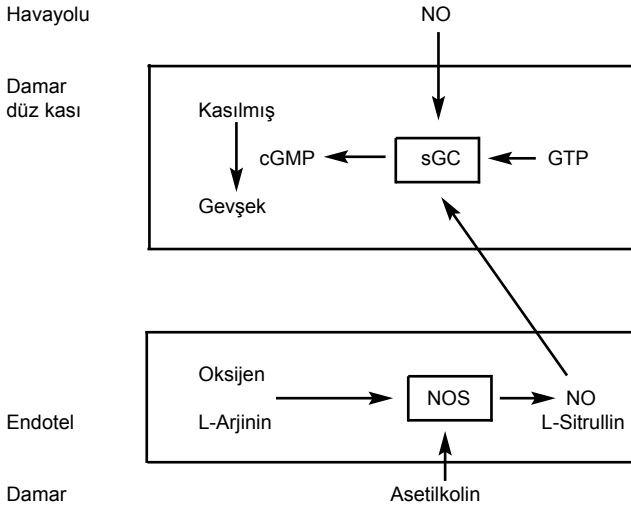 Havayolu NO
Damar
düz kası
Kasılmış
cGMP sGC GTP
Gevşek
Oksijen
NOS NO
Endotel L-Arjinin L-Sitrullin
Damar Asetilkolin